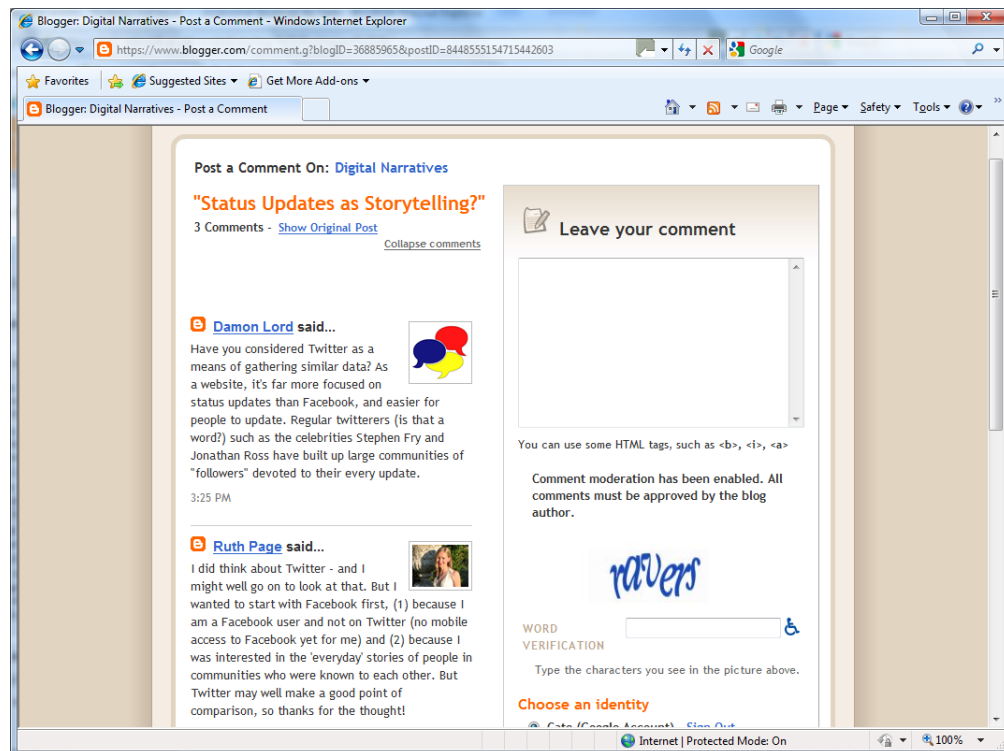 Blogger: Digital Narratives - Post a Comment - Windows Internet Explorer
https://www.blogger.com/comment.g?blogID=36885965&postID=8448555154715442603
Google
Favorites
Suggested Sites
Get More Add-ons
Blogger: Digital Narratives - Post a Comment
Page
Safety
Tools
Post a Comment On: Digital Narratives
"Status Updates as Storytelling?"
3 Comments - Show Original Post
Collapse comments
Damon Lord said...
Have you considered Twitter as a
means of gathering similar data? As
a website, it's far more focused on
status updates than Facebook, and easier for
people to update. Regular twitterers (is that a
word?) such as the celebrities Stephen Fry and
Jonathan Ross have built up large communities of
"followers" devoted to their every update.
3:25 PM
Ruth Page said...
I did think about Twitter - and I
might well go on to look at that. But I
wanted to start with Facebook first, (1) because I
am a Facebook user and not on Twitter (no mobile
access to Facebook yet for me) and (2) because I
was interested in the 'everyday' stories of people in
communities who were known to each other. But
Twitter may well make a good point of
comparison, so thanks for the thought!
Leave your comment
You can use some HTML tags, such as <b>, <i>, <a>
Comment moderation has been enabled. All
comments must be approved by the blog
author.
ravers
WORD
VERIFICATION
Type the characters you see in the picture above.
Choose an identity
Cate (Google Account) - Sign Out
Internet | Protected Mode: On
100%